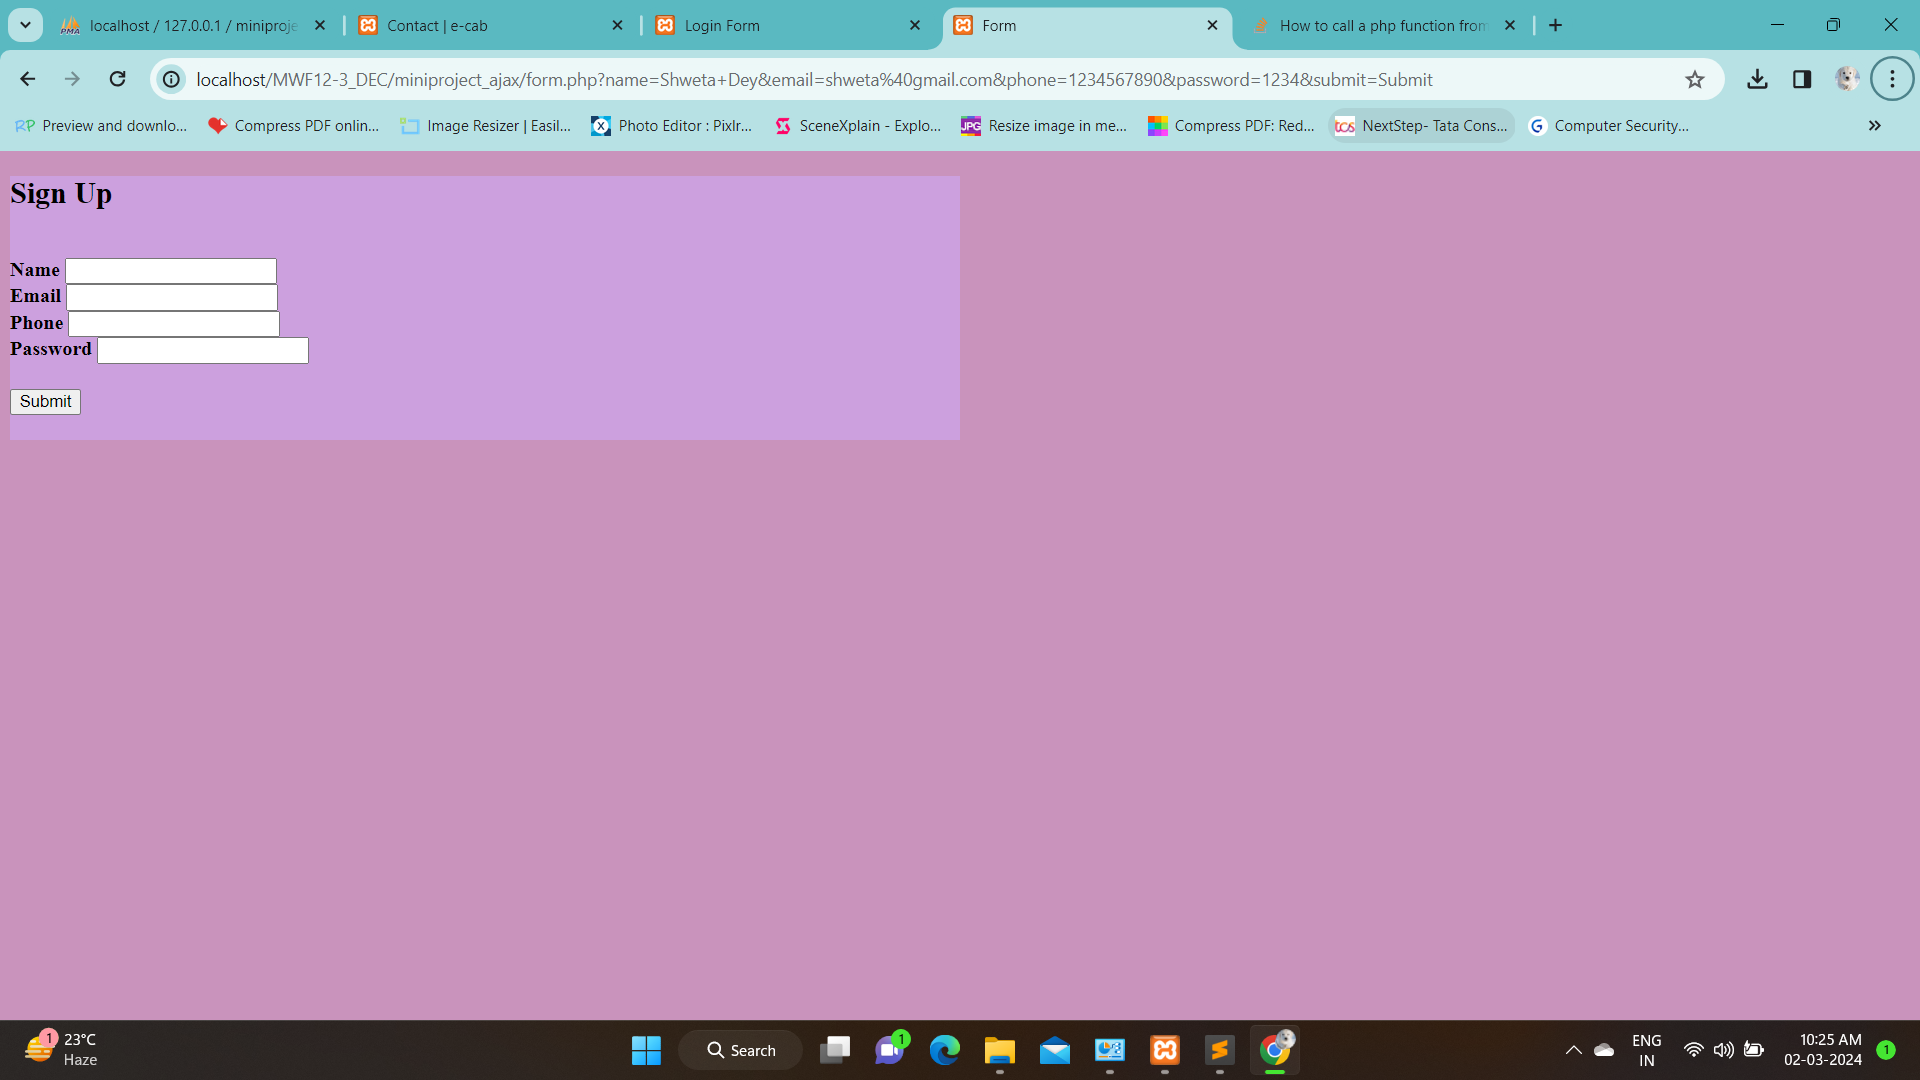 PMA localhost / 127.0.0.1 / miniproje
Contact | e-cab
Login Form
Form
How to call a php function from
localhost/MWF12-3_DEC/miniproject_ajax/form.php?name=Shweta+Dey&email=shweta%40gmail.com&phone=1234567890&password=1234&submit=Submit
RP Preview and downlo...
Compress PDF onlin...
Image Resizer | Easil...
X Photo Editor : Pixlr...
SceneXplain - Explo...
JPG Resize image in me...
Compress PDF: Red...
tcs NextStep- Tata Cons...
G Computer Security...
Sign Up
Name
Email
Phone
Password
Submit
1
23°C
Haze
Search
1
ENG
IN
10:25 AM
02-03-2024
1